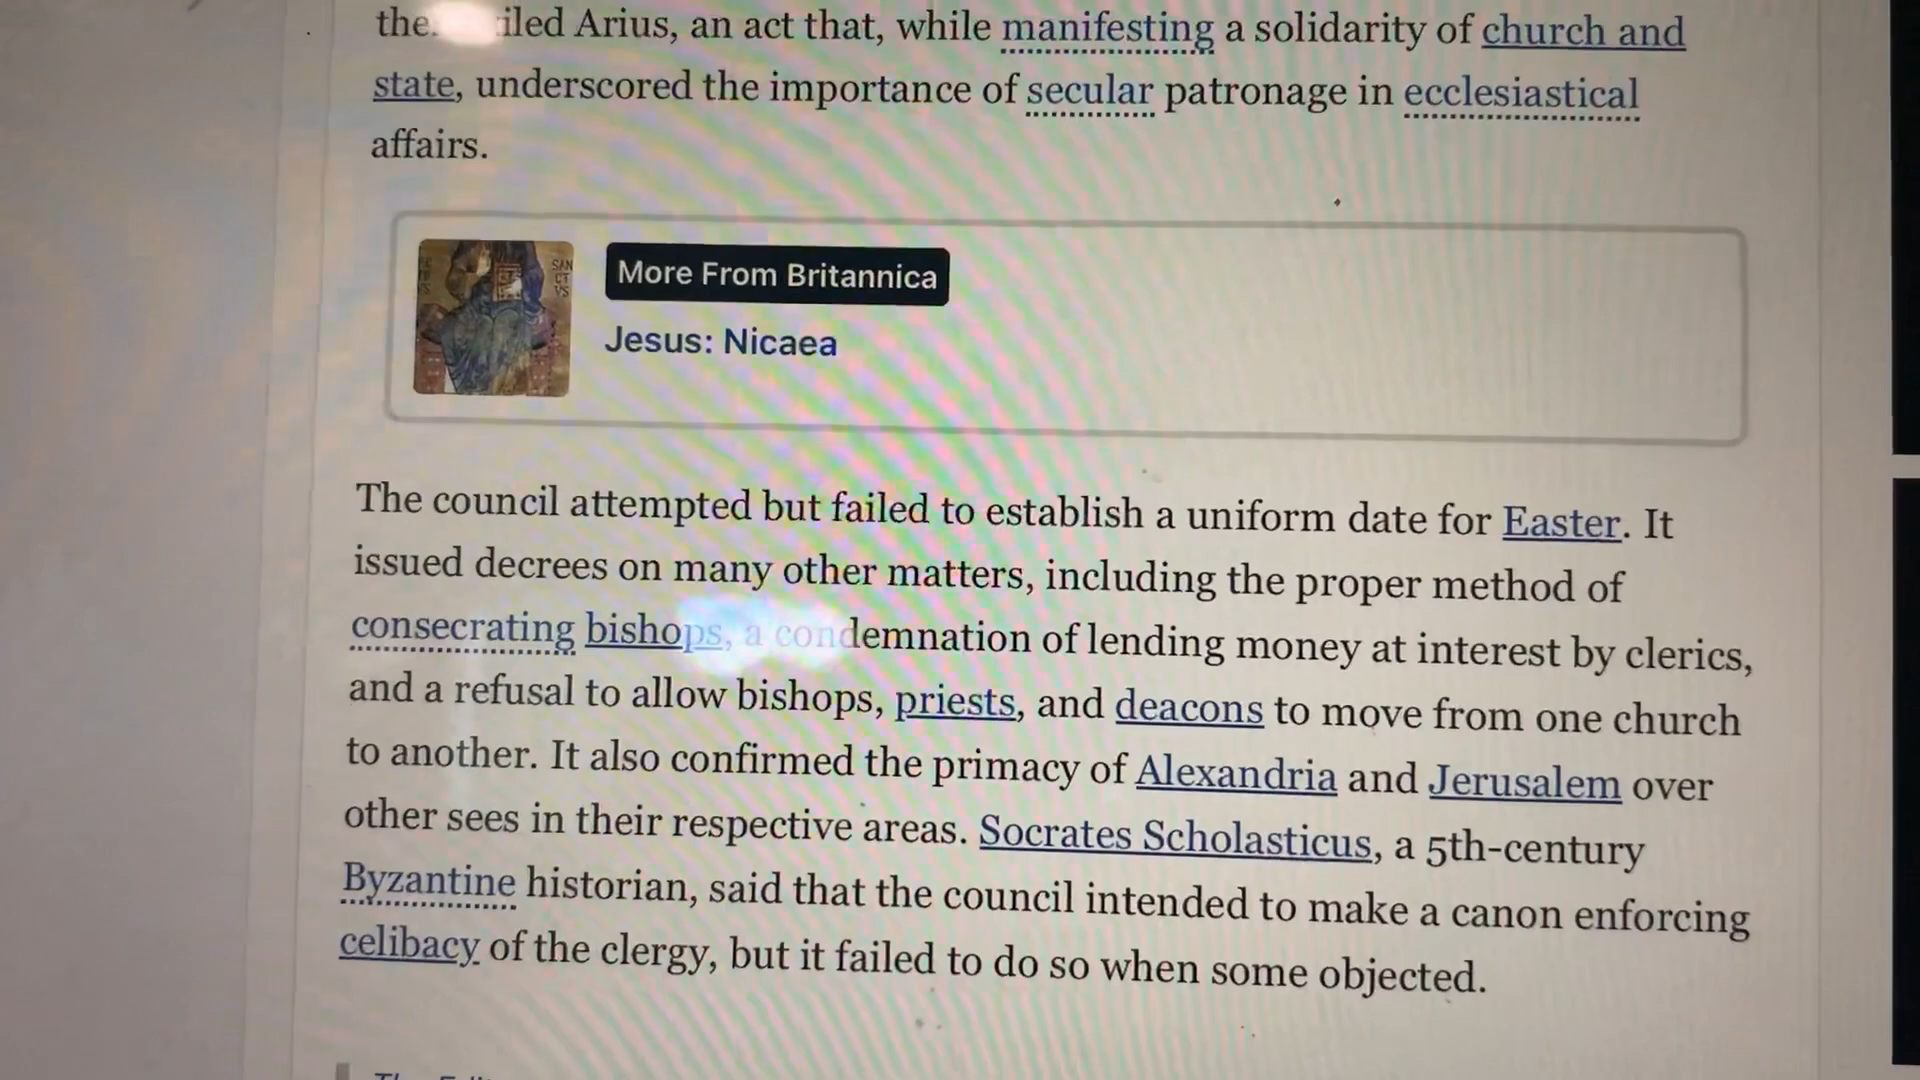 the. iled Arius, an act that, while manifesting a solidarity of church and
state, underscored the importance of secular patronage in ecclesiastical
affairs.
SAN
CT
VS
More From Britannica
Jesus: Nicaea
The council attempted but failed to establish a uniform date for Easter. It
issued decrees on many other matters, including the proper method of
consecrating bishops, a condemnation of lending money at interest by clerics,
and a refusal to allow bishops, priests, and deacons to move from one church
to another. It also confirmed the primacy of Alexandria and Jerusalem over
other sees in their respective areas. Socrates Scholasticus, a 5th-century
Byzantine historian, said that the council intended to make a canon enforcing
celibacy of the clergy, but it failed to do so when some objected.